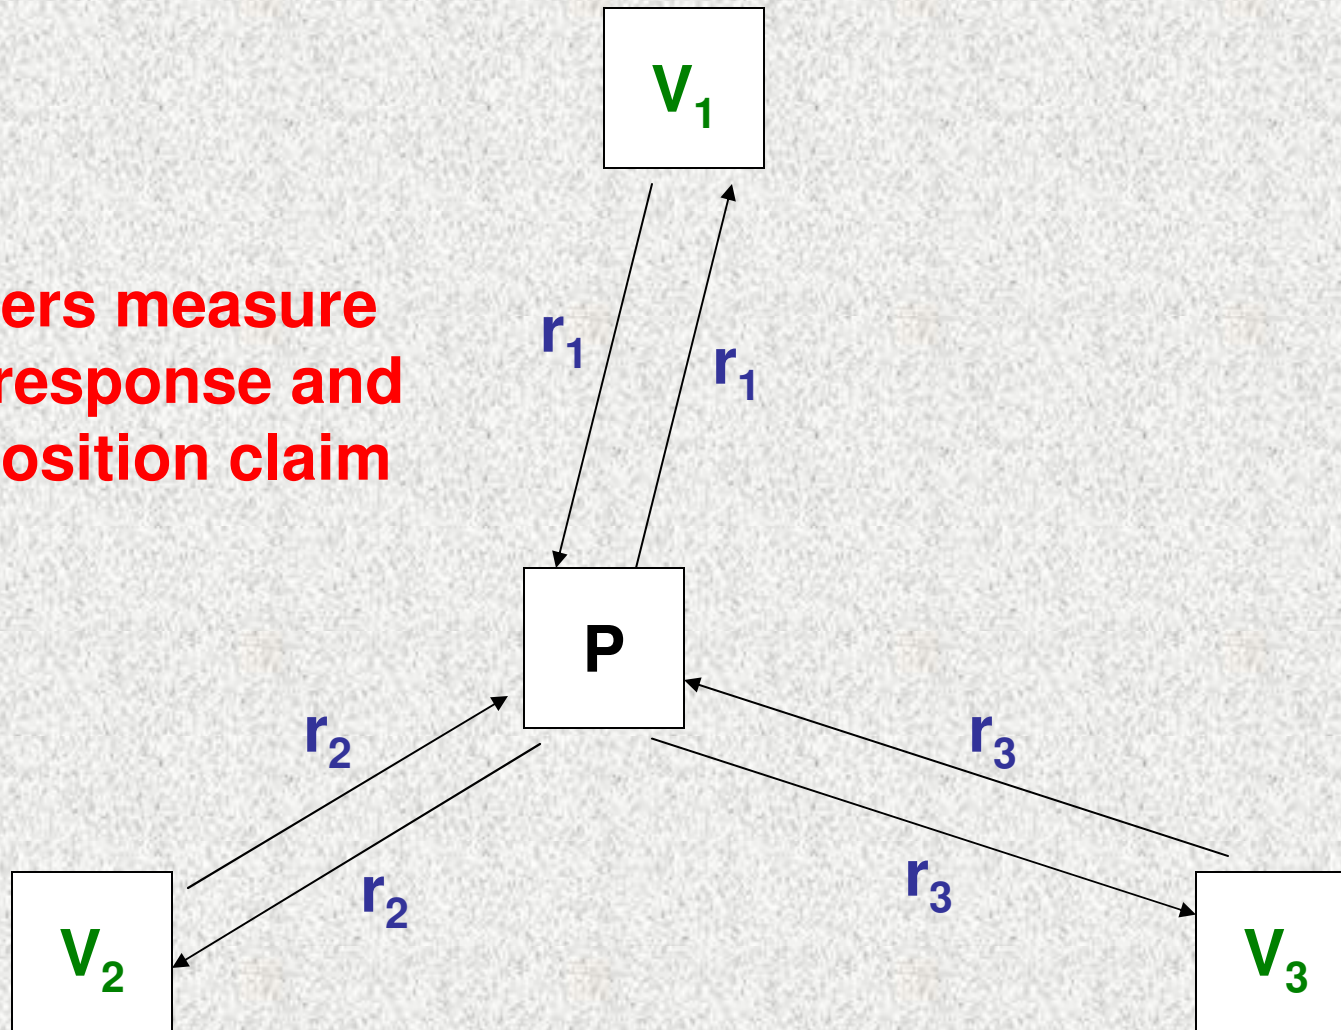 V1
ers measure
r1
r1
response and
osition claim
P
r2
r3
r2
r3
V2
V3